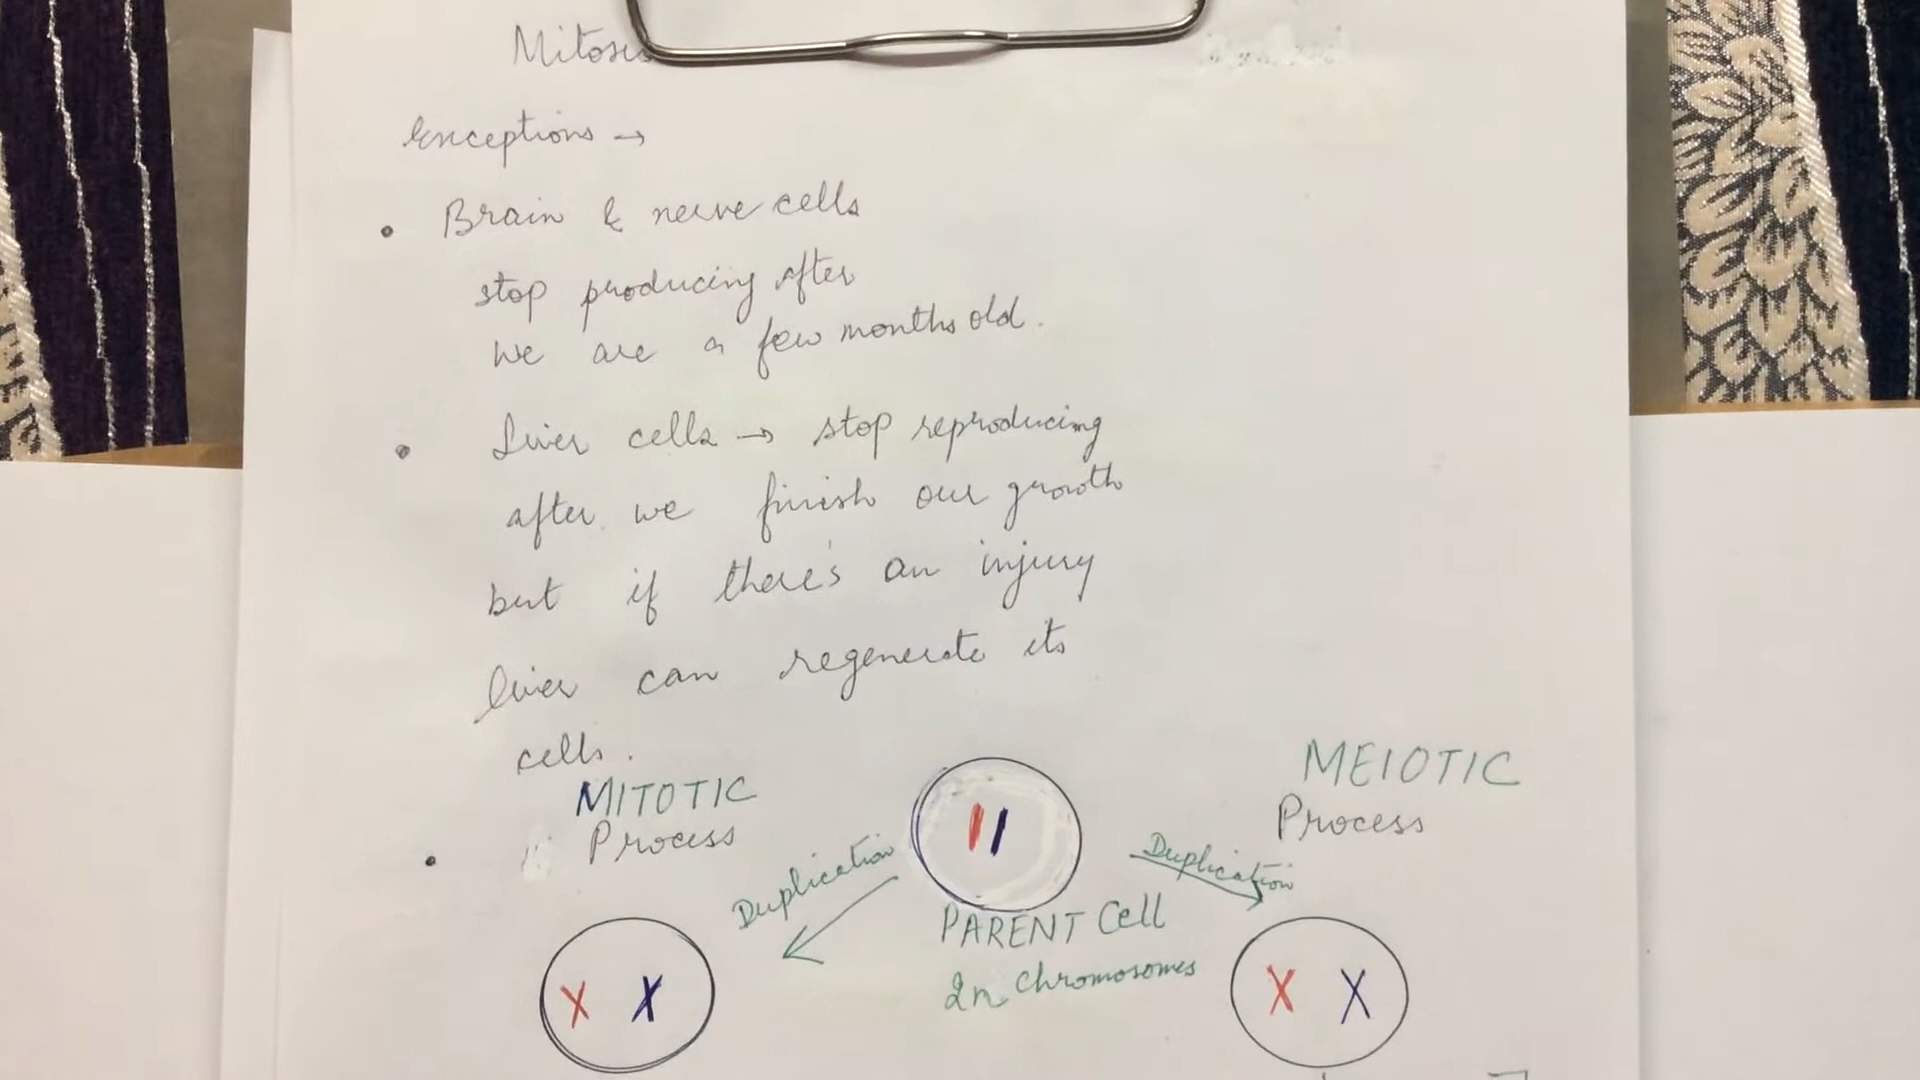 Mitosis
Exceptions →
• Brain & nerve cells
stop producing after
we are a few months old.
• Liver cells → stop reproducing
after we finish our growth
but if there's an injury
liver can regenerate its
cells.
MITOTIC
Process
MEIOTIC
Process
Duplication
Duplication
PARENT Cell
2n chromosomes